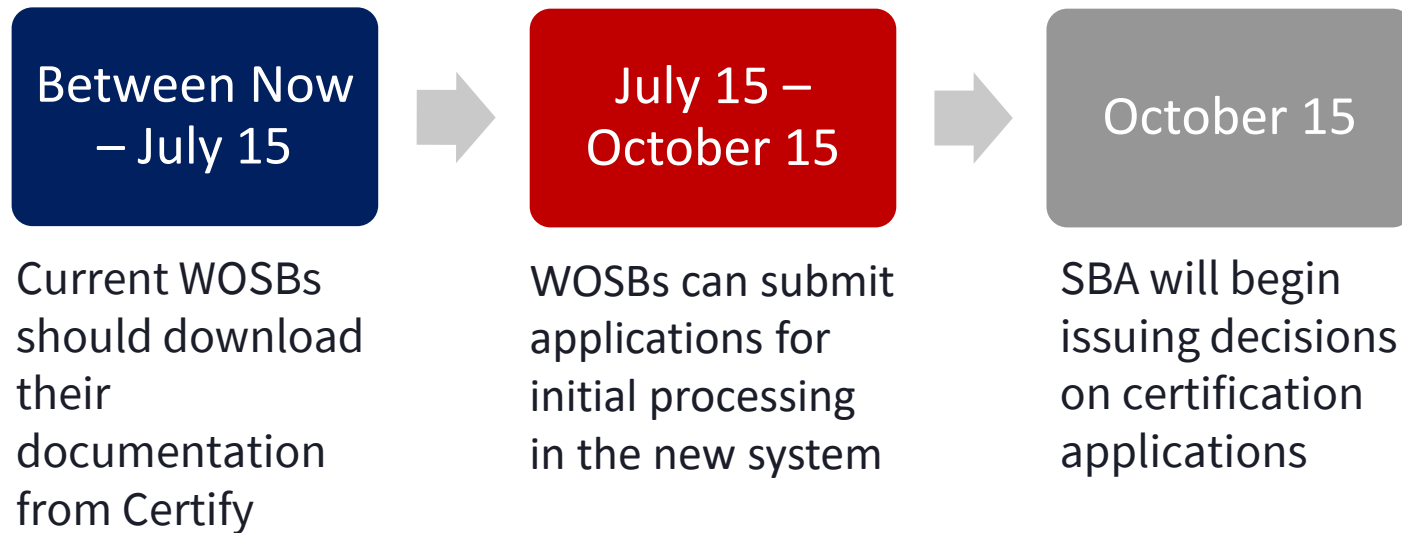 Between Now
– July 15
July 15 –
October 15
October 15
Current WOSBs
should download
their
documentation
from Certify
WOSBs can submit
applications for
initial processing
in the new system
SBA will begin
issuing decisions
on certification
applications